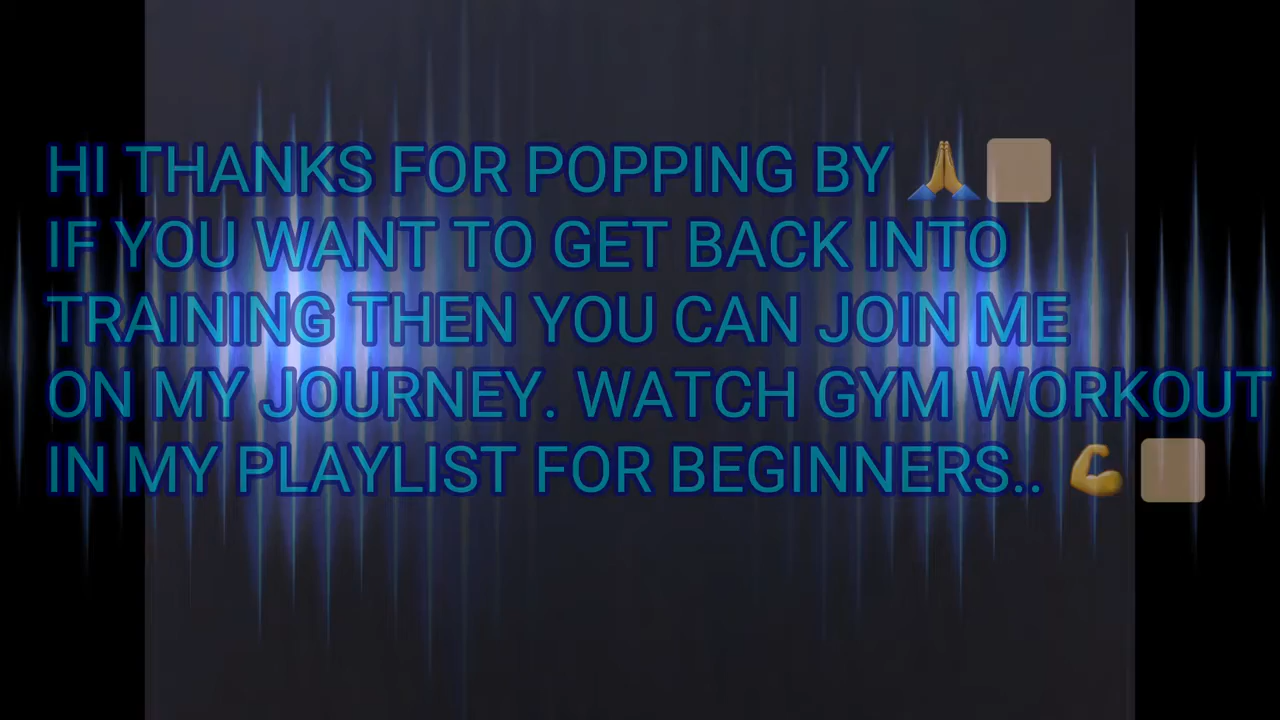 HI THANKS FOR POPPING BY 🙏🏼
IF YOU WANT TO GET BACK INTO
TRAINING THEN YOU CAN JOIN ME
ON MY JOURNEY. WATCH GYM WORKOUT
IN MY PLAYLIST FOR BEGINNERS.. 💪🏼